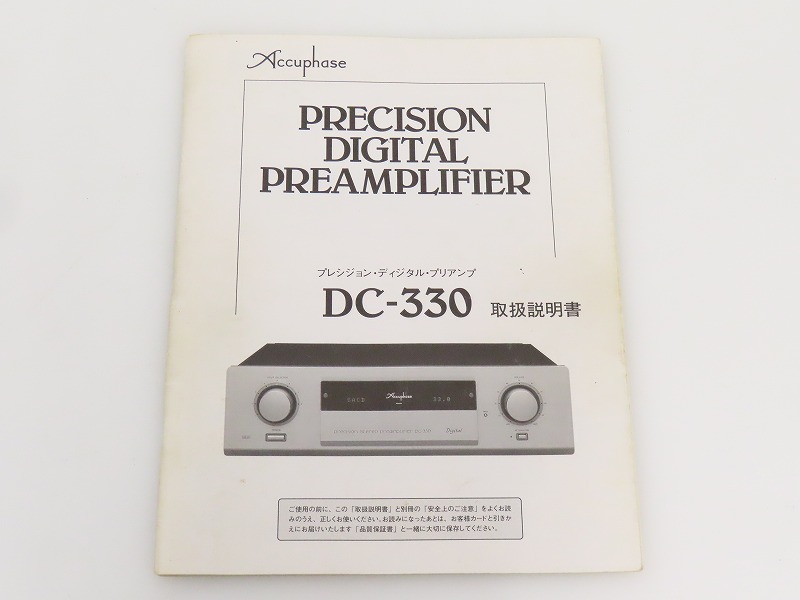 Accuphase
PRECISION
DIGITAL
PREAMPLIFIER
プレシジョン・ディジタル・プリアンプ
DC-330 取扱説明書
Accuphase
SACD
33.0
Digital
ご使用の前に、この「取扱説明書」と別冊の「安全上のご注意」をよくお読
みのうえ、正しくお使いください。お読みになったあとは、お客様カードと引きか
えにお届けいたします「品質保証書」と一緒に大切に保存してください。